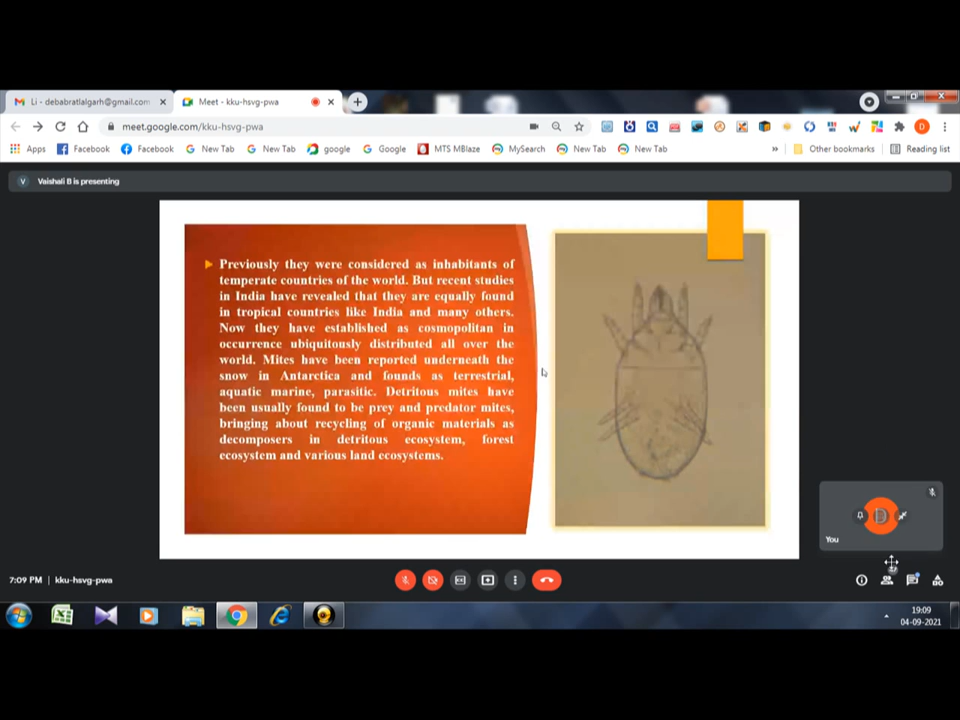 Li - debabratlalgarh@gmail.com
Meet - kku-hsvg-pwa
meet.google.com/kku-hsvg-pwa
D
Apps
Facebook
Facebook
New Tab
New Tab
google
Google
MTS MBlaze
MySearch
New Tab
New Tab
»
Other bookmarks
Reading list
V
Vaishali B is presenting
Previously they were considered as inhabitants of
temperate countries of the world. But recent studies
in India have revealed that they are equally found
in tropical countries like India and many others.
Now they have established as cosmopolitan in
occurrence ubiquitously distributed all over the
world. Mites have been reported underneath the
snow in Antarctica and founds as terrestrial,
aquatic marine, parasitic. Detritous mites have
been usually found to be prey and predator mites,
bringing about recycling of organic materials as
decomposers in detritous ecosystem, forest
ecosystem and various land ecosystems.
D
You
7:09 PM | kku-hsvg-pwa
19:09
04-09-2021